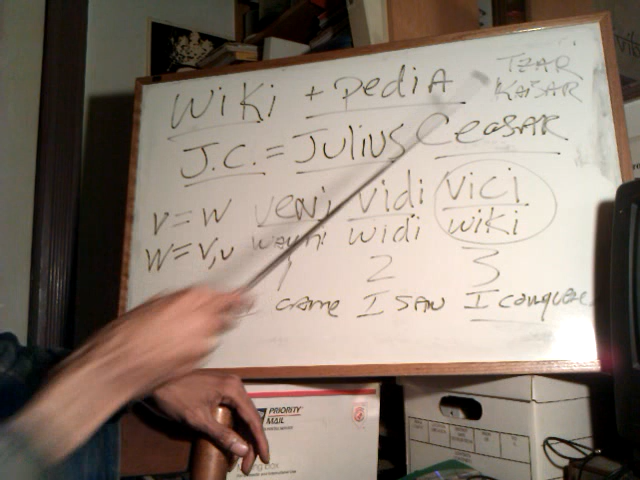 WiKi + PediA
TZAR
KAISAR
J.C. = JULIUS CeasAR
V = W veni vidi vici
W = V,U wayni widi wiki
1 2 3
I came I SAW I conquer
PRIORITY
MAIL